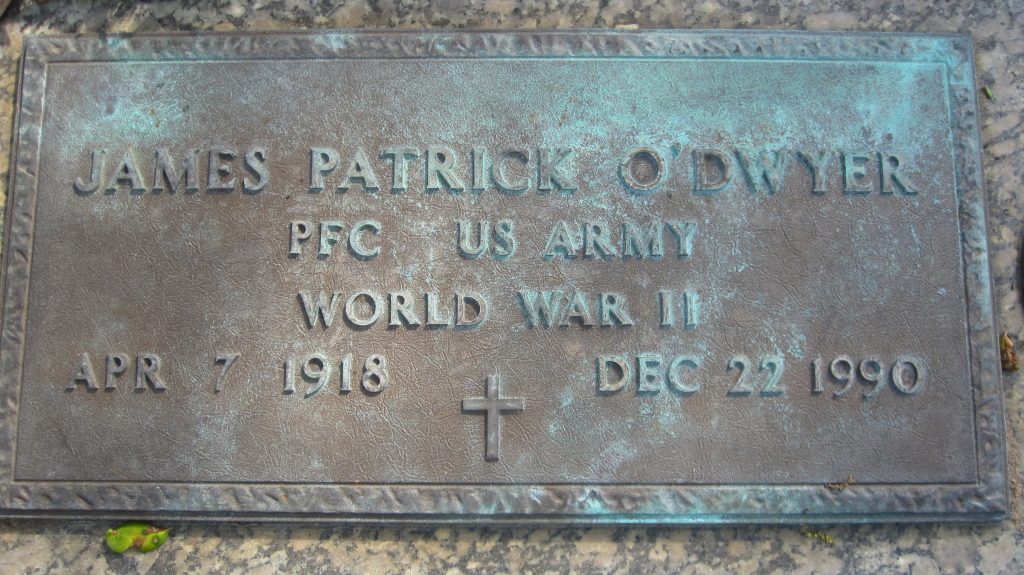 JAMES PATRICK O'DWYER
PFC US ARMY
WORLD WAR II
APR 7 1918 DEC 22 1990